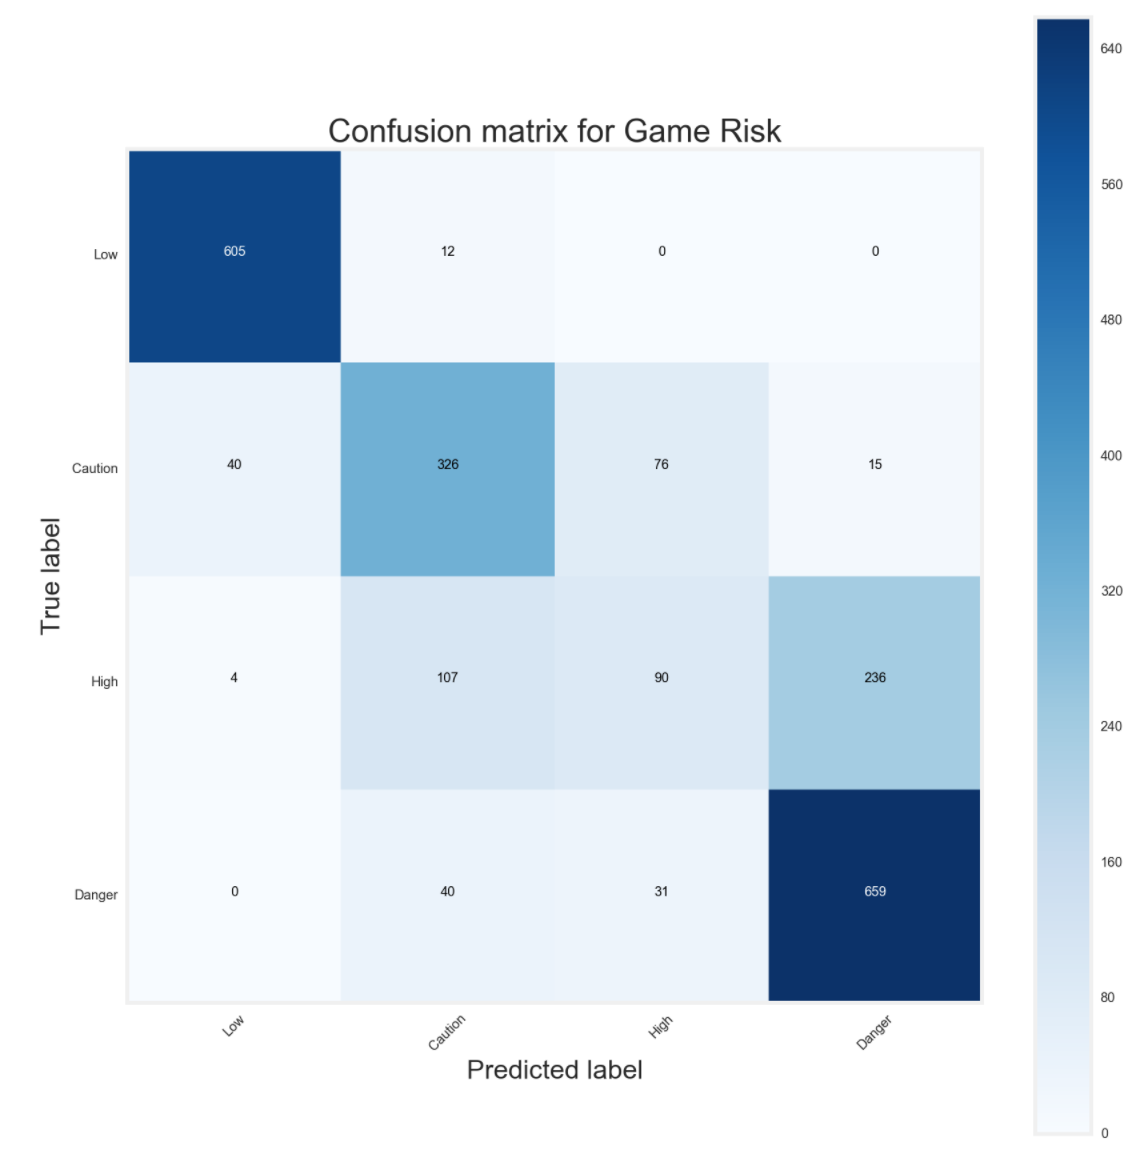 Confusion matrix for Game Risk
Low 605 12 0 0
Caution 40 326 76 15
High 4 107 90 236
Danger 0 40 31 659
Low Caution High Danger
Predicted label
True label
640
560
480
400
320
240
160
80
0